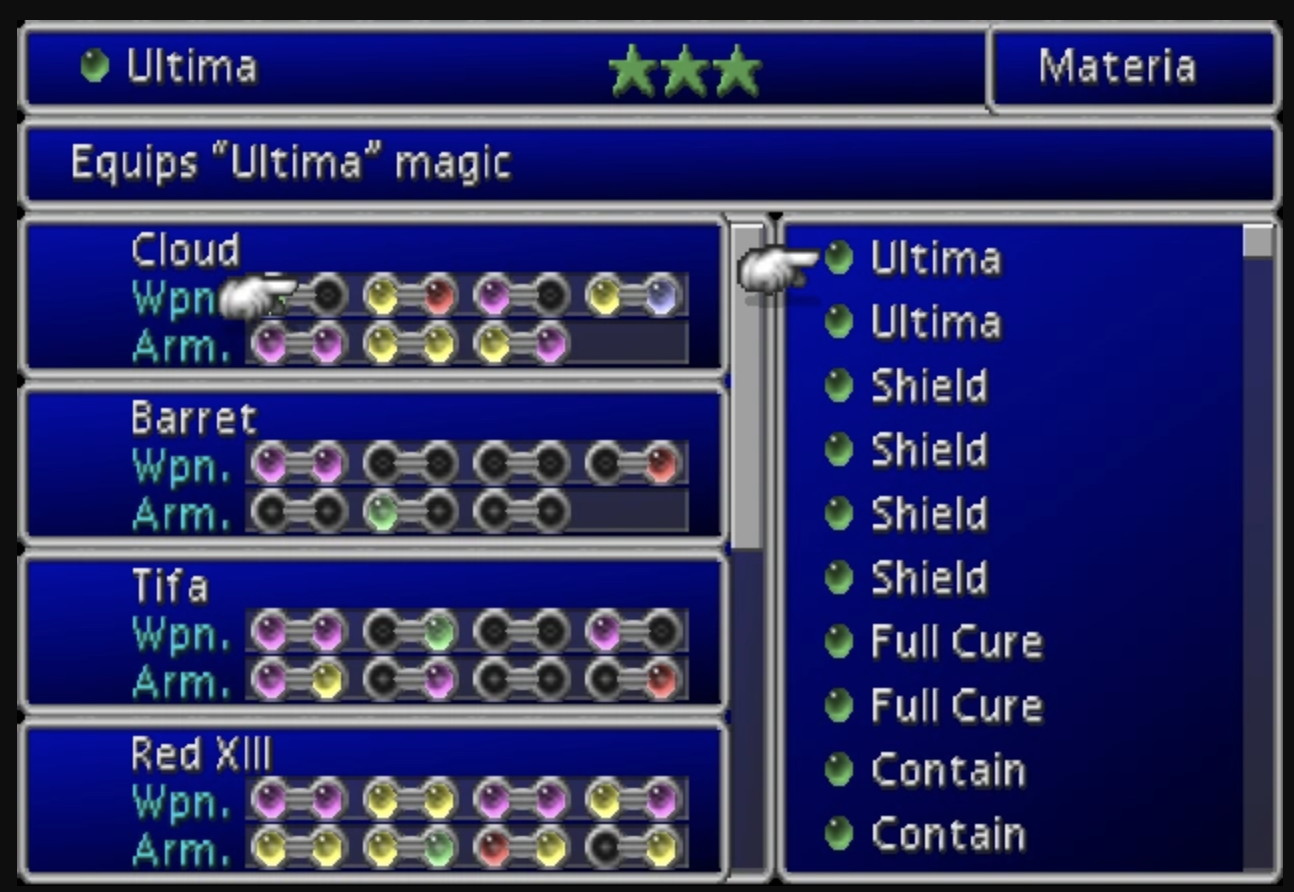 Ultima
Materia
Equips “Ultima” magic
Cloud
Wpn.
Arm.
Barret
Wpn.
Arm.
Tifa
Wpn.
Arm.
Red XIII
Wpn.
Arm.
Ultima
Ultima
Shield
Shield
Shield
Shield
Full Cure
Full Cure
Contain
Contain